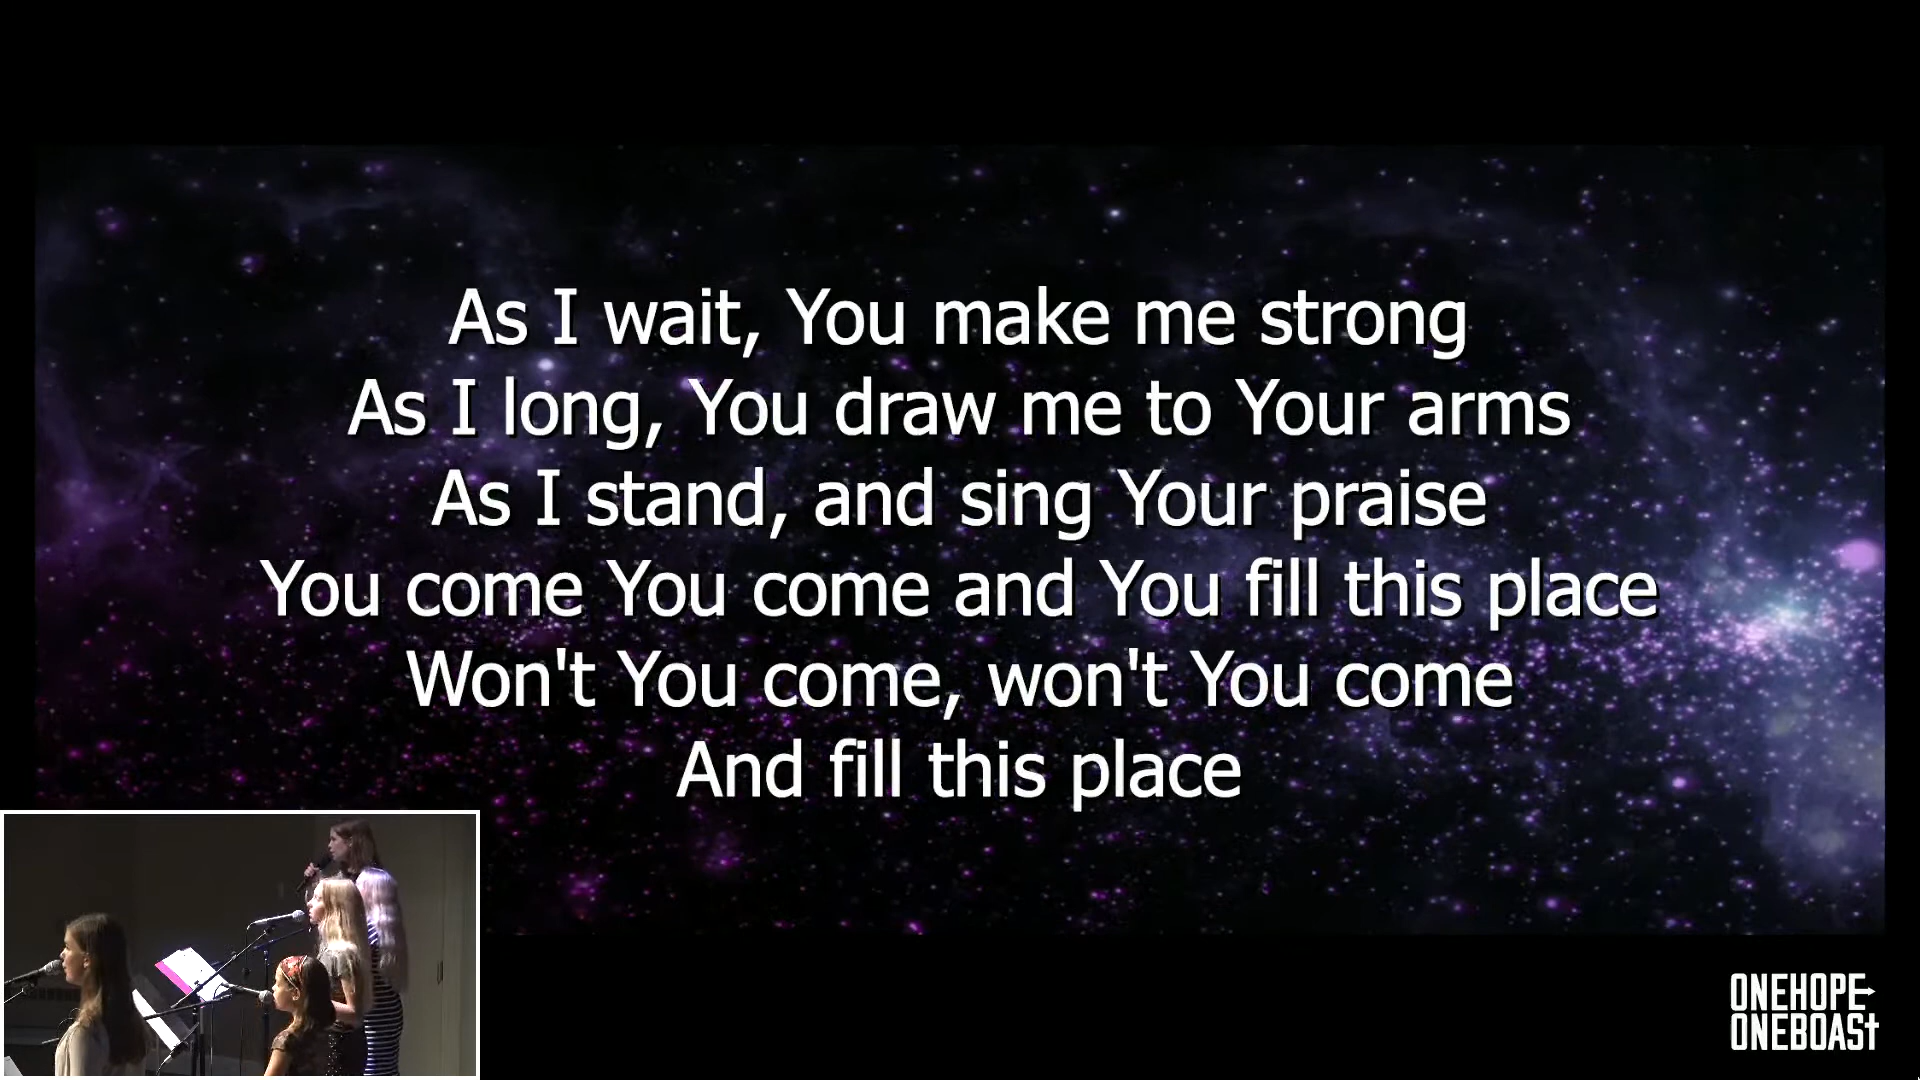 As I wait, You make me strong
As I long, You draw me to Your arms
As I stand, and sing Your praise
You come You come and You fill this place
Won't You come, won't You come
And fill this place
ONEHOPE
ONEBOAST